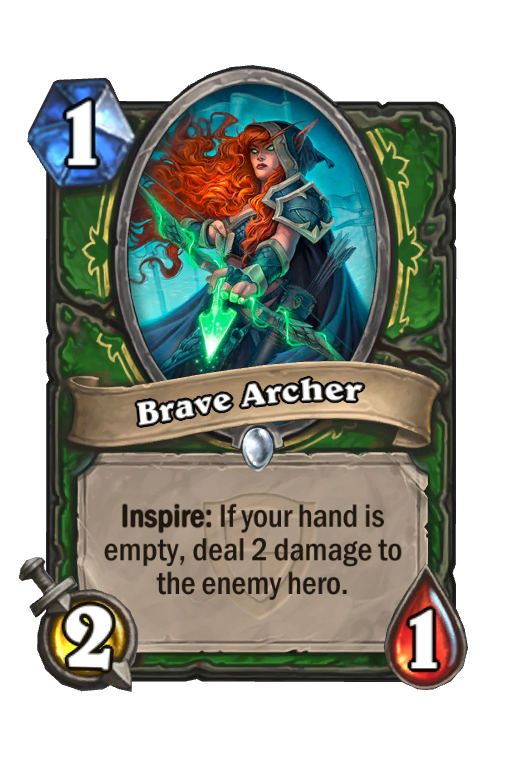 1
Brave Archer
Inspire: If your hand is
empty, deal 2 damage to
the enemy hero.
2
1